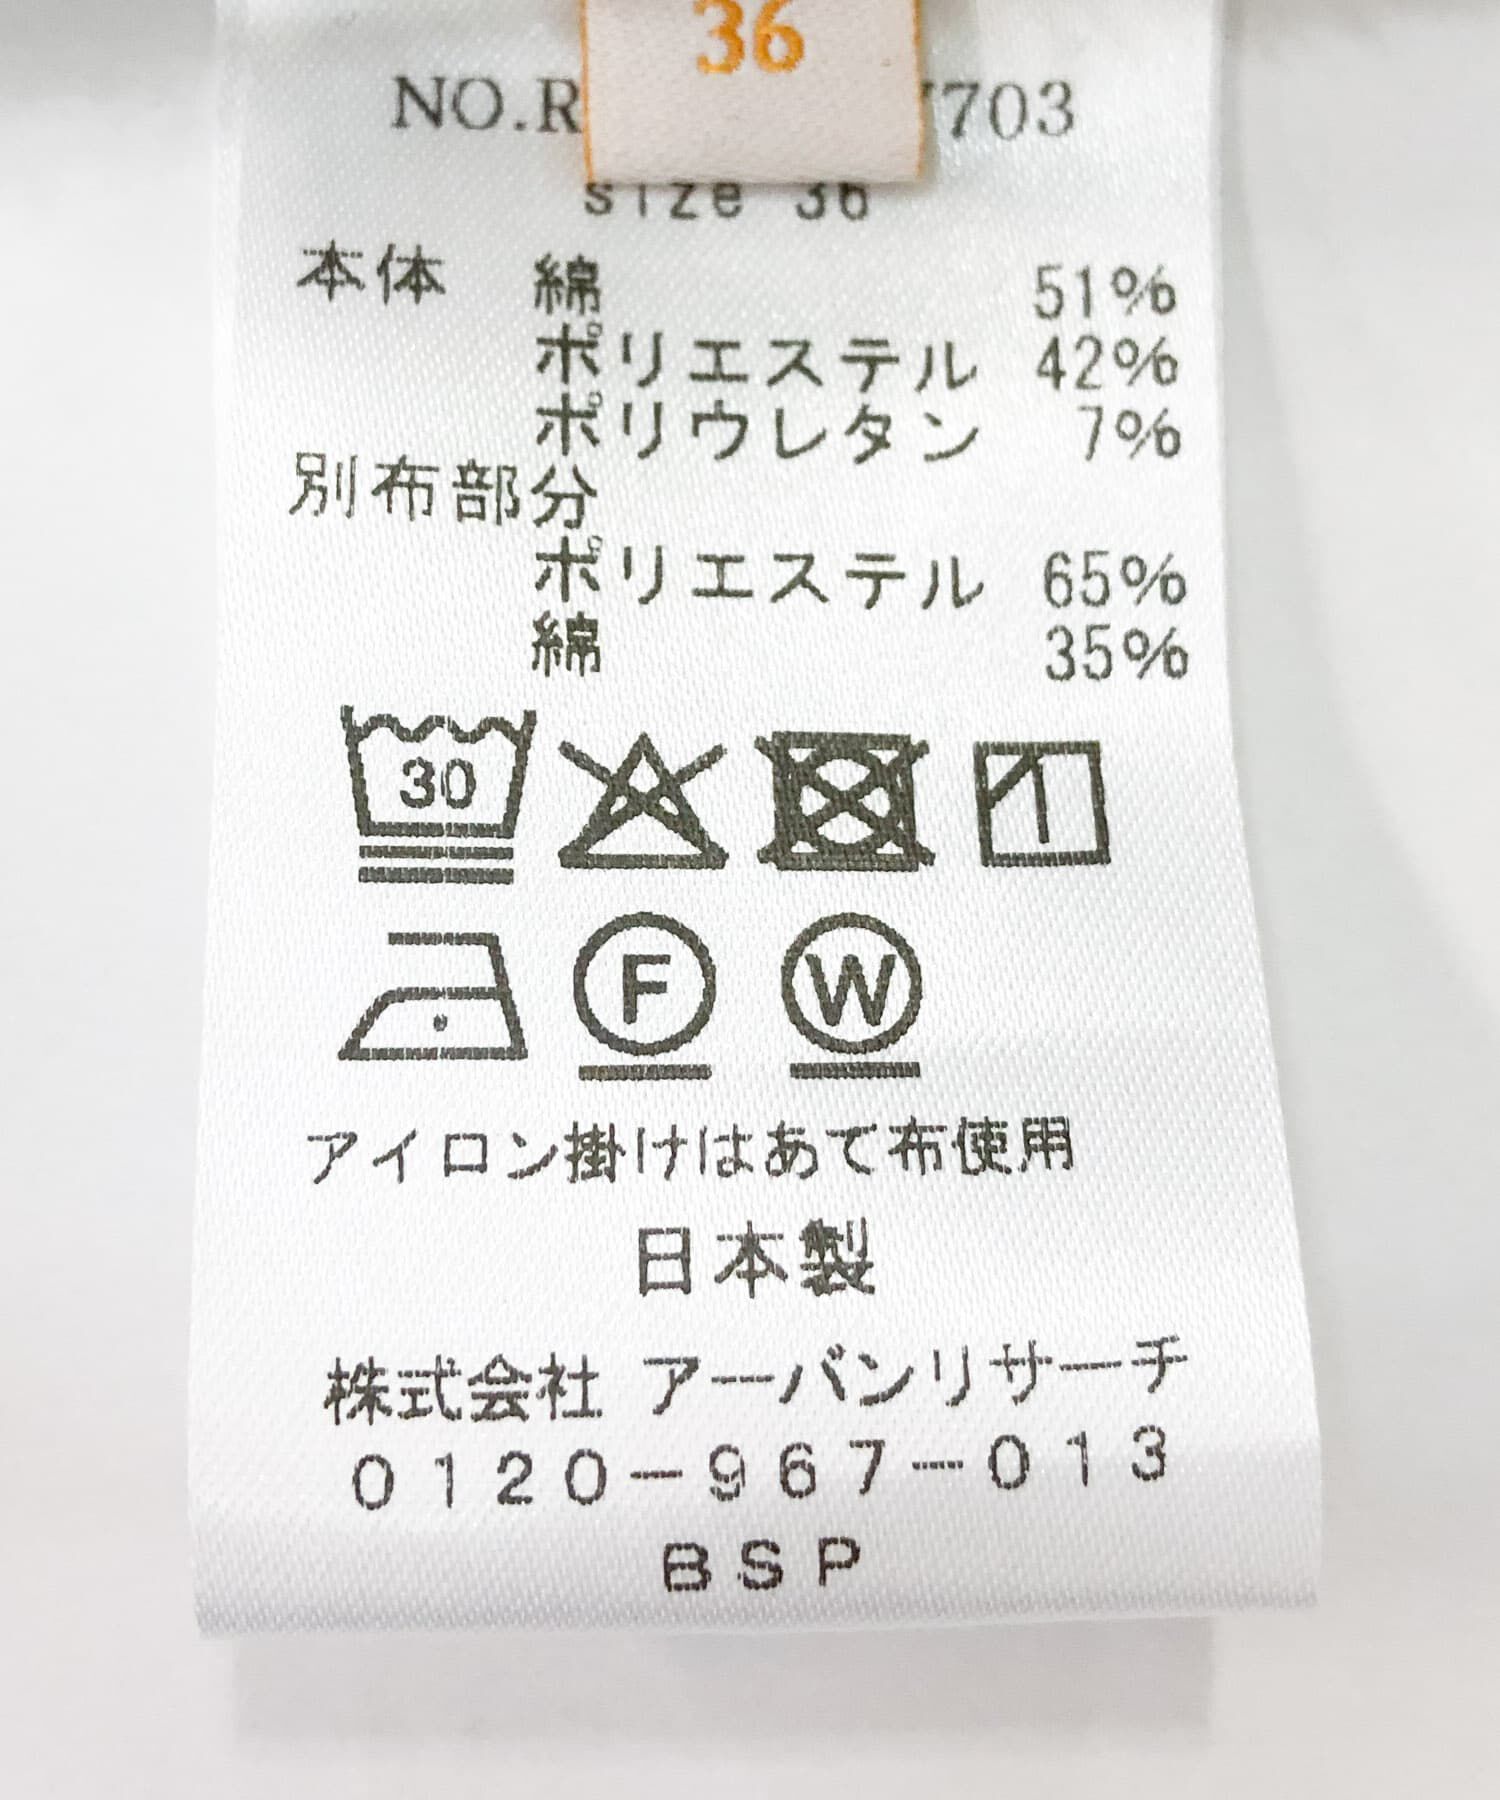 36
NO.R 703
size 36
本体 綿 51%
ポリエステル 42%
ポリウレタン 7%
別布部分
ポリエステル 65%
綿 35%
30
F W
アイロン掛けはあて布使用
日本製
株式会社 アーバンリサーチ
0120-967-013
BSP